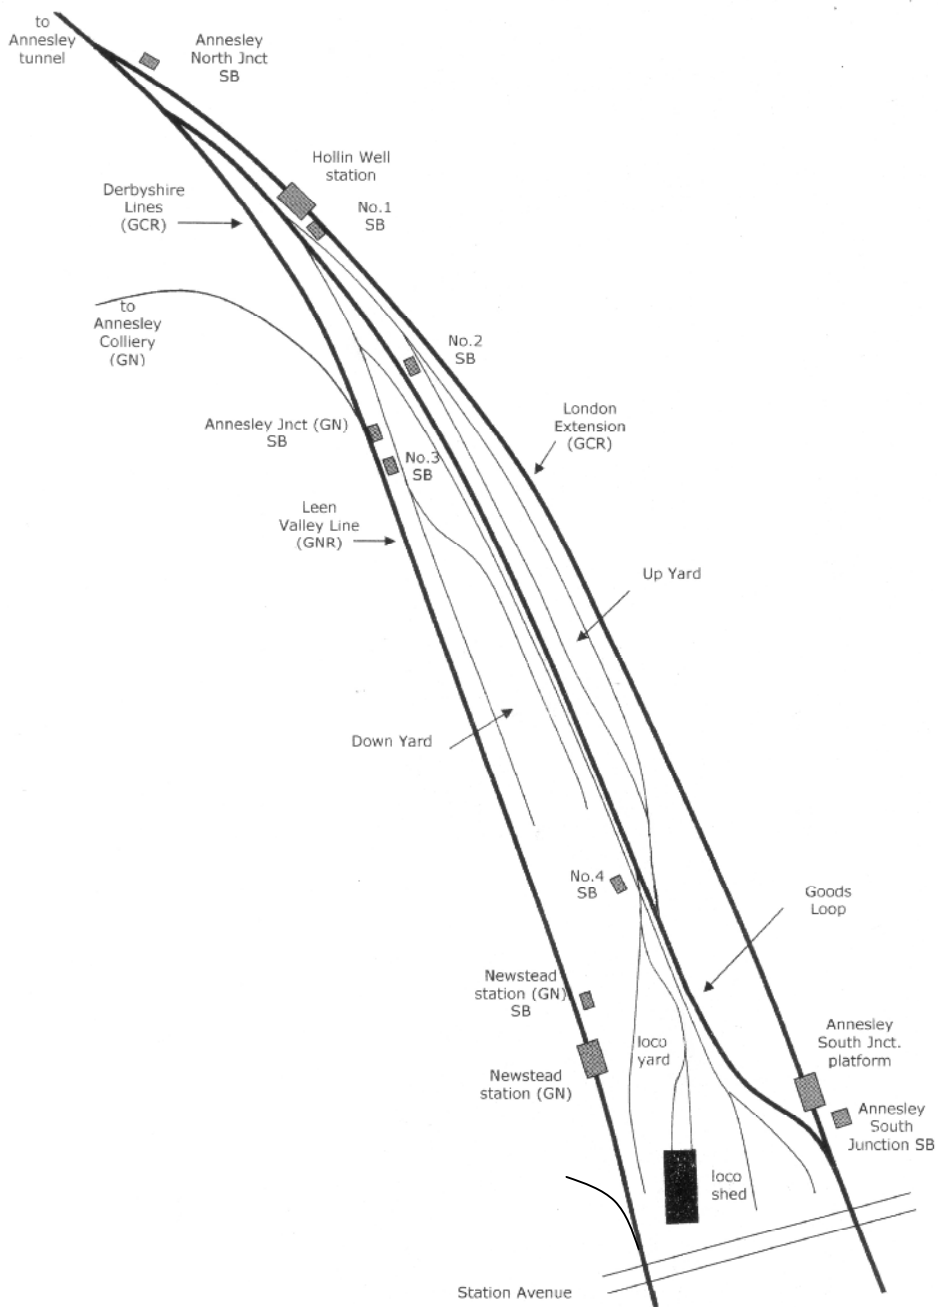 to
Annesley
tunnel
Annesley
North Jnct
SB
Hollin Well
station
Derbyshire
Lines
(GCR)
No.1
SB
to
Annesley
Colliery
(GN)
No.2
SB
London
Extension
(GCR)
Annesley Jnct (GN)
SB
No.3
SB
Leen
Valley Line
(GNR)
Up Yard
Down Yard
No.4
SB
Goods
Loop
Newstead
station (GN)
SB
loco
yard
Annesley
South Jnct.
platform
Newstead
station (GN)
Annesley
South
Junction SB
loco
shed
Station Avenue